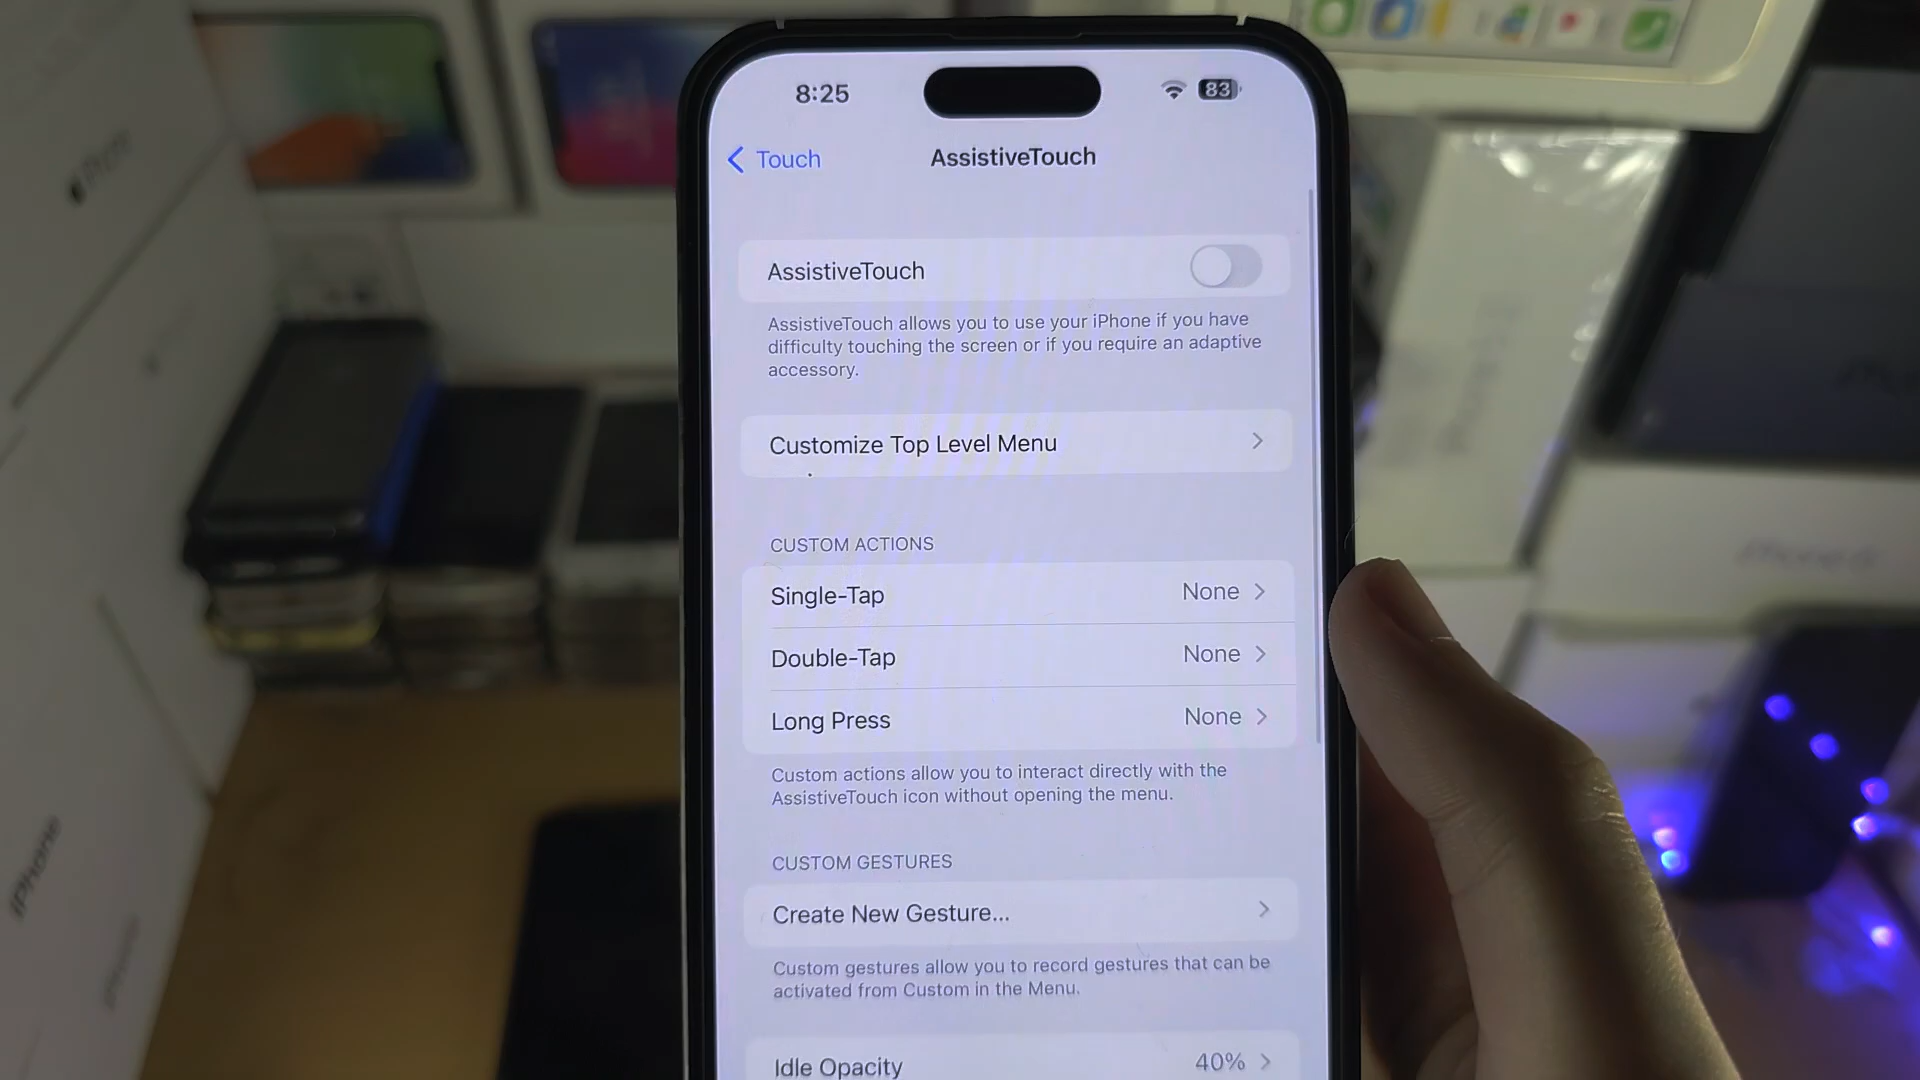 8:25
83
Touch
AssistiveTouch
AssistiveTouch
AssistiveTouch allows you to use your iPhone if you have
difficulty touching the screen or if you require an adaptive
accessory.
Customize Top Level Menu
CUSTOM ACTIONS
Single-Tap None
Double-Tap None
Long Press None
Custom actions allow you to interact directly with the
AssistiveTouch icon without opening the menu.
CUSTOM GESTURES
Create New Gesture...
Custom gestures allow you to record gestures that can be
activated from Custom in the Menu.
Idle Opacity 40%
iPhone
iPhone